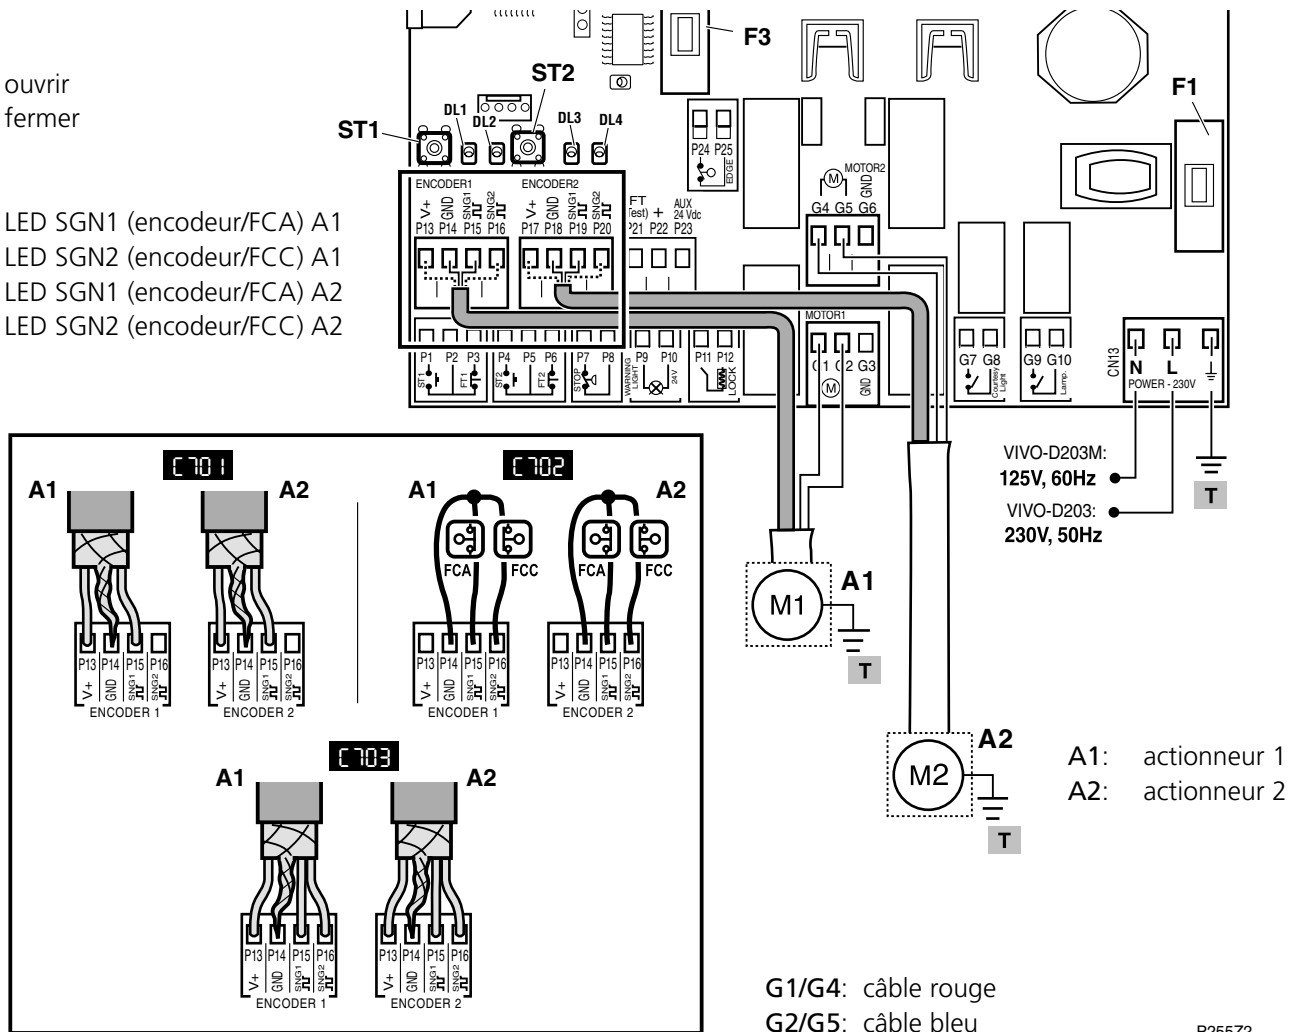 ouvrir
fermer
LED SGN1 (encodeur/FCA) A1
LED SGN2 (encodeur/FCC) A1
LED SGN1 (encodeur/FCA) A2
LED SGN2 (encodeur/FCC) A2
F3
ST2
F1
ST1
DL1
DL2
DL3
DL4
P24 P25
EDGE
ENCODER1
ENCODER2
V+
GND
SNG1
SNG2
V+
GND
SNG1
SNG2
P13 P14 P15 P16
P17 P18 P19 P20
FT
+
AUX
24 Vdc
P21 P22 P23
M
MOTOR2
GND
G4 G5 G6
MOTOR1
G3
M
GND
P1 P2 P3
P4 P5 P6
P7 P8
P9 P10
P11 P12
ST1
FT1
ST2
FT2
STOP
WARNING
LIGHT
24V
LOCK
G7 G8
Courtesy
Light
G9 G10
Lamp.
CN13
N L
POWER - 230V
VIVO-D203M:
125V, 60Hz
VIVO-D203:
230V, 50Hz
T
C701
A1
A2
P13 P14 P15 P16
V+
GND
SNG1
SNG2
ENCODER 1
P13 P14 P15 P16
V+
GND
SNG1
SNG2
ENCODER 2
C702
A1
A2
FCA
FCC
FCA
FCC
P13 P14 P15 P16
V+
GND
SNG1
SNG2
ENCODER 1
P13 P14 P15 P16
V+
GND
SNG1
SNG2
ENCODER 2
C703
A1
A2
P13 P14 P15 P16
V+
GND
SNG1
SNG2
ENCODER 1
P13 P14 P15 P16
V+
GND
SNG1
SNG2
ENCODER 2
M1
A1
T
M2
A2
T
A1: actionneur 1
A2: actionneur 2
G1/G4: câble rouge
G2/G5: câble bleu